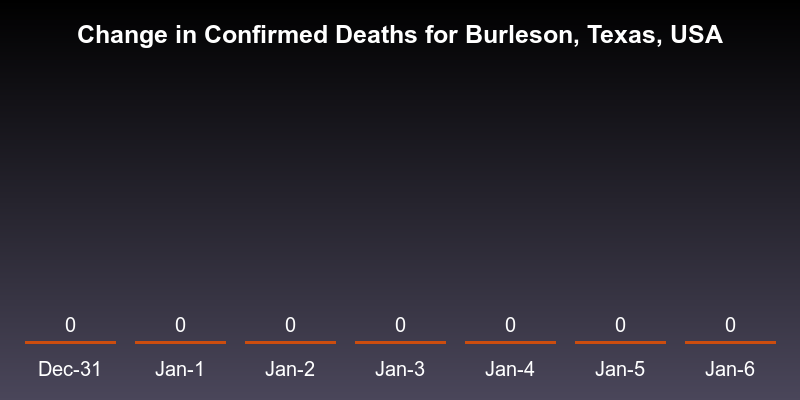 Change in Confirmed Deaths for Burleson, Texas, USA
0 0 0 0 0 0 0
Dec-31 Jan-1 Jan-2 Jan-3 Jan-4 Jan-5 Jan-6